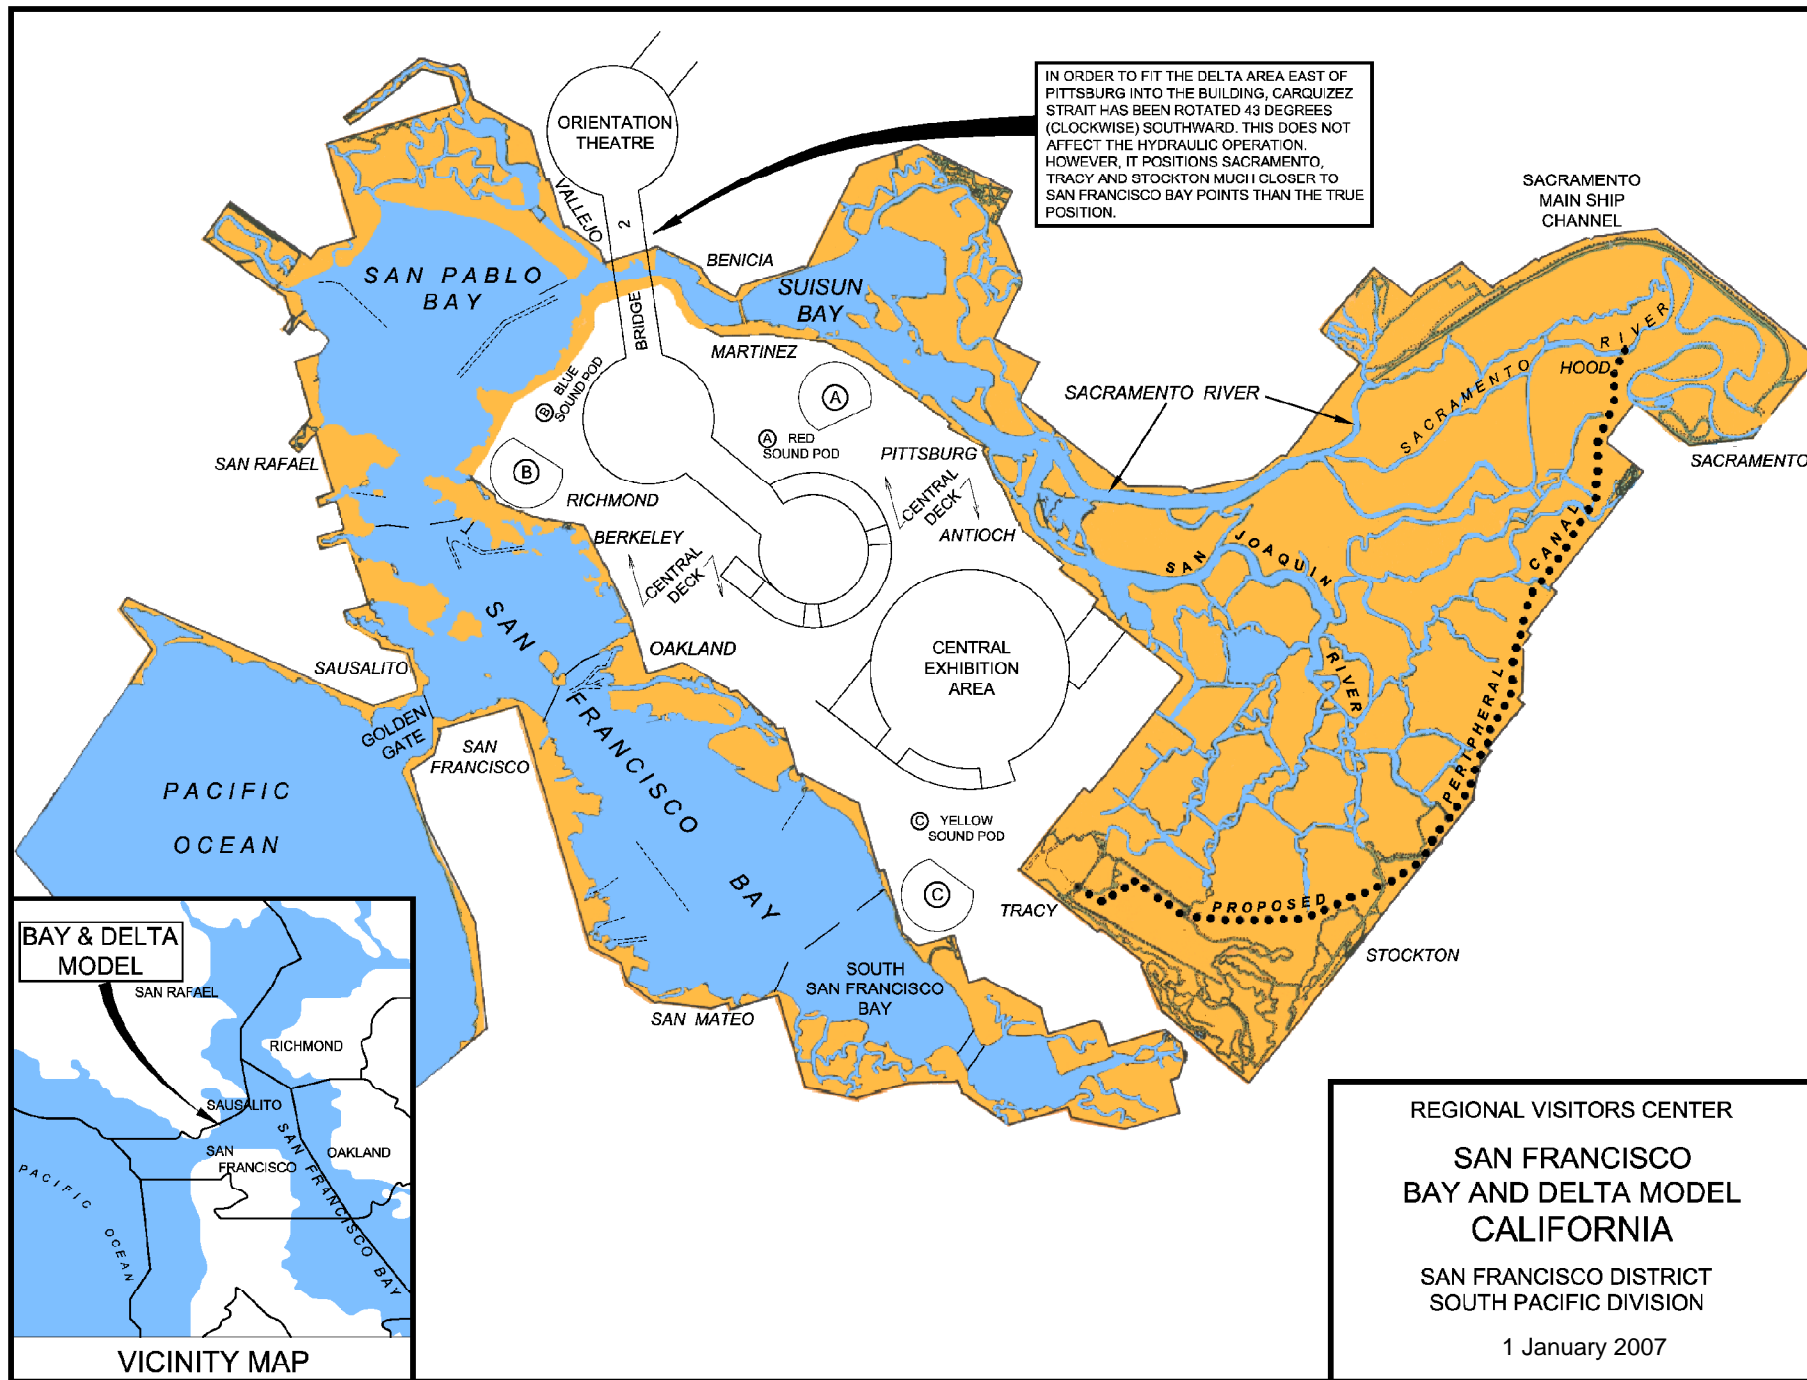 ORIENTATION
THEATRE
IN ORDER TO FIT THE DELTA AREA EAST OF
PITTSBURG INTO THE BUILDING, CARQUIZEZ
STRAIT HAS BEEN ROTATED 43 DEGREES
(CLOCKWISE) SOUTHWARD. THIS DOES NOT
AFFECT THE HYDRAULIC OPERATION.
HOWEVER, IT POSITIONS SACRAMENTO,
TRACY AND STOCKTON MUCH CLOSER TO
SAN FRANCISCO BAY POINTS THAN THE TRUE
POSITION.
SACRAMENTO
MAIN SHIP
CHANNEL
VALLEJO
2
BRIDGE
BENICIA
SAN PABLO
BAY
SUISUN
BAY
MARTINEZ
SACRAMENTO RIVER
SACRAMENTO RIVER
HOOD
SACRAMENTO
B BLUE
SOUND POD
A
A RED
SOUND POD
B
SAN RAFAEL
RICHMOND
PITTSBURG
CENTRAL
DECK
ANTIOCH
BERKELEY
CENTRAL
DECK
SAN JOAQUIN RIVER
PROPOSED PERIPHERAL CANAL
OAKLAND
CENTRAL
EXHIBITION
AREA
SAUSALITO
GOLDEN
GATE
SAN
FRANCISCO
SAN FRANCISCO BAY
PACIFIC
OCEAN
C YELLOW
SOUND POD
C
TRACY
STOCKTON
SOUTH
SAN FRANCISCO
BAY
SAN MATEO
BAY & DELTA
MODEL
SAN RAFAEL
RICHMOND
SAUSALITO
SAN
FRANCISCO
OAKLAND
SAN FRANCISCO BAY
PACIFIC OCEAN
VICINITY MAP
REGIONAL VISITORS CENTER
SAN FRANCISCO
BAY AND DELTA MODEL
CALIFORNIA
SAN FRANCISCO DISTRICT
SOUTH PACIFIC DIVISION
1 January 2007